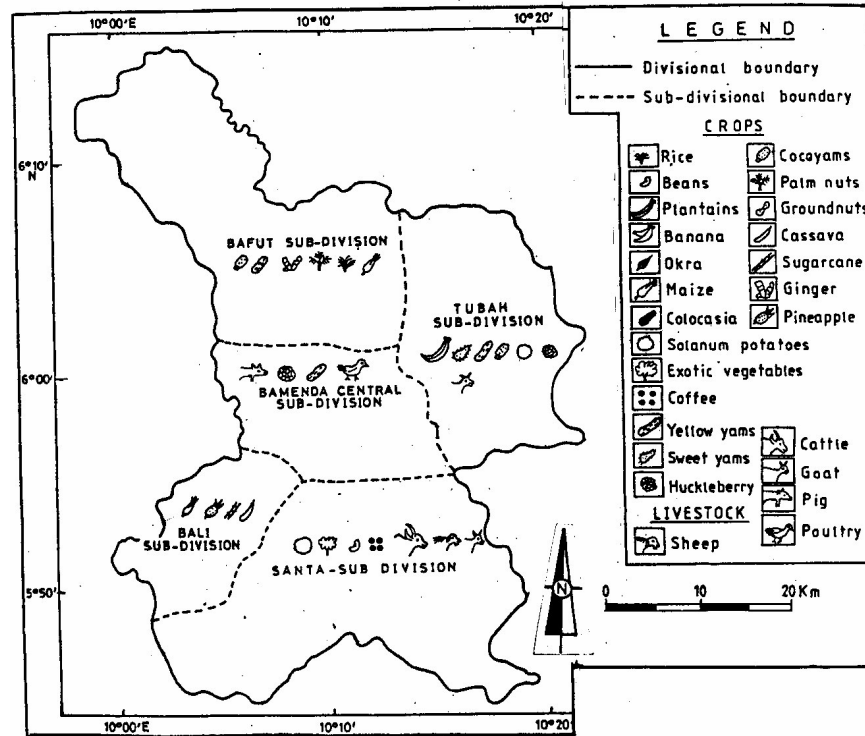 10°00'E 10°10' 10°20'
6°10'
N
6°00'
5°50'
BAFUT SUB-DIVISION
TUBAH
SUB-DIVISION
BAMENDA CENTRAL
SUB-DIVISION
BALI
SUB-DIVISION
SANTA-SUB DIVISION
10°00'E 10°10' 10°20'
LEGEND
Divisional boundary
Sub-divisional boundary
CROPS
Rice
Beans
Plantains
Banana
Okra
Maize
Colocasia
Solanum potatoes
Exotic vegetables
Coffee
Yellow yams
Sweet yams
Huckleberry
Cocoyams
Palm nuts
Groundnuts
Cassava
Sugarcane
Ginger
Pineapple
LIVESTOCK
Sheep
Cattle
Goat
Pig
Poultry
N
0 10 20 Km